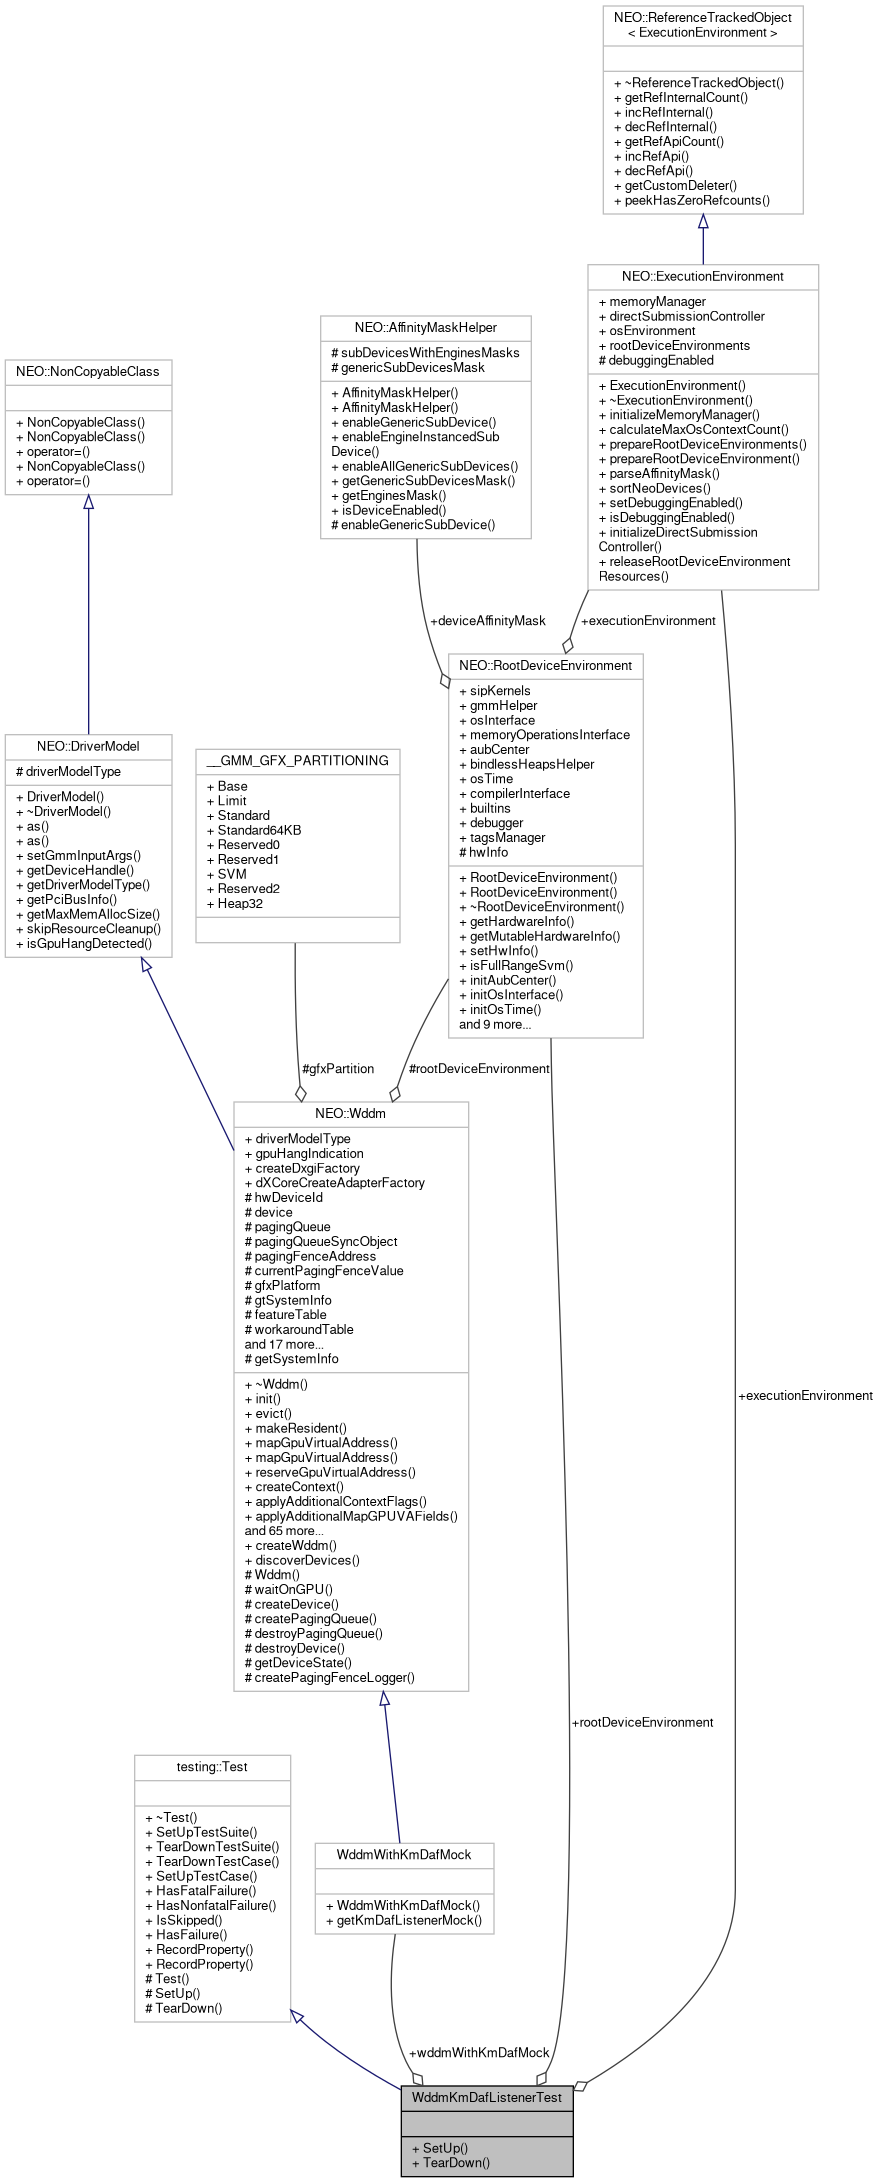 NEO::ReferenceTrackedObject
< ExecutionEnvironment >
+ ~ReferenceTrackedObject()
+ getRefInternalCount()
+ incRefInternal()
+ decRefInternal()
+ getRefApiCount()
+ incRefApi()
+ decRefApi()
+ getCustomDeleter()
+ peekHasZeroRefcounts()
NEO::ExecutionEnvironment
+ memoryManager
+ directSubmissionController
+ osEnvironment
+ rootDeviceEnvironments
# debuggingEnabled
+ ExecutionEnvironment()
+ ~ExecutionEnvironment()
+ initializeMemoryManager()
+ calculateMaxOsContextCount()
+ prepareRootDeviceEnvironments()
+ prepareRootDeviceEnvironment()
+ parseAffinityMask()
+ sortNeoDevices()
+ setDebuggingEnabled()
+ isDebuggingEnabled()
+ initializeDirectSubmission
Controller()
+ releaseRootDeviceEnvironment
Resources()
NEO::AffinityMaskHelper
# subDevicesWithEnginesMasks
# genericSubDevicesMask
+ AffinityMaskHelper()
+ AffinityMaskHelper()
+ enableGenericSubDevice()
+ enableEngineInstancedSub
Device()
+ enableAllGenericSubDevices()
+ getGenericSubDevicesMask()
+ getEnginesMask()
+ isDeviceEnabled()
# enableGenericSubDevice()
NEO::NonCopyableClass
+ NonCopyableClass()
+ NonCopyableClass()
+ operator=()
+ NonCopyableClass()
+ operator=()
+deviceAffinityMask
+executionEnvironment
NEO::RootDeviceEnvironment
+ sipKernels
+ gmmHelper
+ osInterface
+ memoryOperationsInterface
+ aubCenter
+ bindlessHeapsHelper
+ osTime
+ compilerInterface
+ builtins
+ debugger
+ tagsManager
# hwInfo
+ RootDeviceEnvironment()
+ RootDeviceEnvironment()
+ ~RootDeviceEnvironment()
+ getHardwareInfo()
+ getMutableHardwareInfo()
+ setHwInfo()
+ isFullRangeSvm()
+ initAubCenter()
+ initOsInterface()
+ initOsTime()
and 9 more...
NEO::DriverModel
# driverModelType
+ DriverModel()
+ ~DriverModel()
+ as()
+ as()
+ setGmmInputArgs()
+ getDeviceHandle()
+ getDriverModelType()
+ getPciBusInfo()
+ getMaxMemAllocSize()
+ skipResourceCleanup()
+ isGpuHangDetected()
__GMM_GFX_PARTITIONING
+ Base
+ Limit
+ Standard
+ Standard64KB
+ Reserved0
+ Reserved1
+ SVM
+ Reserved2
+ Heap32
#gfxPartition
#rootDeviceEnvironment
NEO::Wddm
+ driverModelType
+ gpuHangIndication
+ createDxgiFactory
+ dXCoreCreateAdapterFactory
# hwDeviceId
# device
# pagingQueue
# pagingQueueSyncObject
# pagingFenceAddress
# currentPagingFenceValue
# gfxPlatform
# gtSystemInfo
# featureTable
# workaroundTable
and 17 more...
# getSystemInfo
+ ~Wddm()
+ init()
+ evict()
+ makeResident()
+ mapGpuVirtualAddress()
+ mapGpuVirtualAddress()
+ reserveGpuVirtualAddress()
+ createContext()
+ applyAdditionalContextFlags()
+ applyAdditionalMapGPUVAFields()
and 65 more...
+ createWddm()
+ discoverDevices()
# Wddm()
# waitOnGPU()
# createDevice()
# createPagingQueue()
# destroyPagingQueue()
# destroyDevice()
# getDeviceState()
# createPagingFenceLogger()
+executionEnvironment
+rootDeviceEnvironment
testing::Test
+ ~Test()
+ SetUpTestSuite()
+ TearDownTestSuite()
+ TearDownTestCase()
+ SetUpTestCase()
+ HasFatalFailure()
+ HasNonfatalFailure()
+ IsSkipped()
+ HasFailure()
+ RecordProperty()
+ RecordProperty()
# Test()
# SetUp()
# TearDown()
WddmWithKmDafMock
+ WddmWithKmDafMock()
+ getKmDafListenerMock()
+wddmWithKmDafMock
WddmKmDafListenerTest
+ SetUp()
+ TearDown()